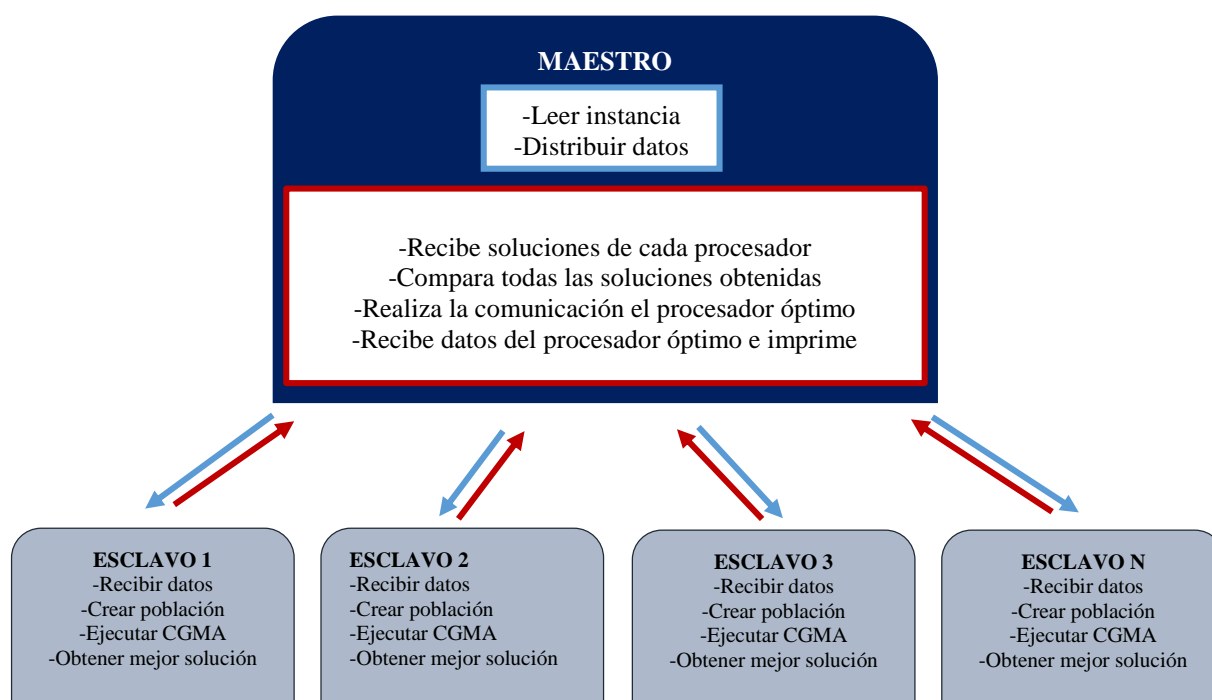 MAESTRO
-Leer instancia
-Distribuir datos
-Recibe soluciones de cada procesador
-Compara todas las soluciones obtenidas
-Realiza la comunicación el procesador óptimo
-Recibe datos del procesador óptimo e imprime
ESCLAVO 1
-Recibir datos
-Crear población
-Ejecutar CGMA
-Obtener mejor solución
ESCLAVO 2
-Recibir datos
-Crear población
-Ejecutar CGMA
-Obtener mejor solución
ESCLAVO 3
-Recibir datos
-Crear población
-Ejecutar CGMA
-Obtener mejor solución
ESCLAVO N
-Recibir datos
-Crear población
-Ejecutar CGMA
-Obtener mejor solución